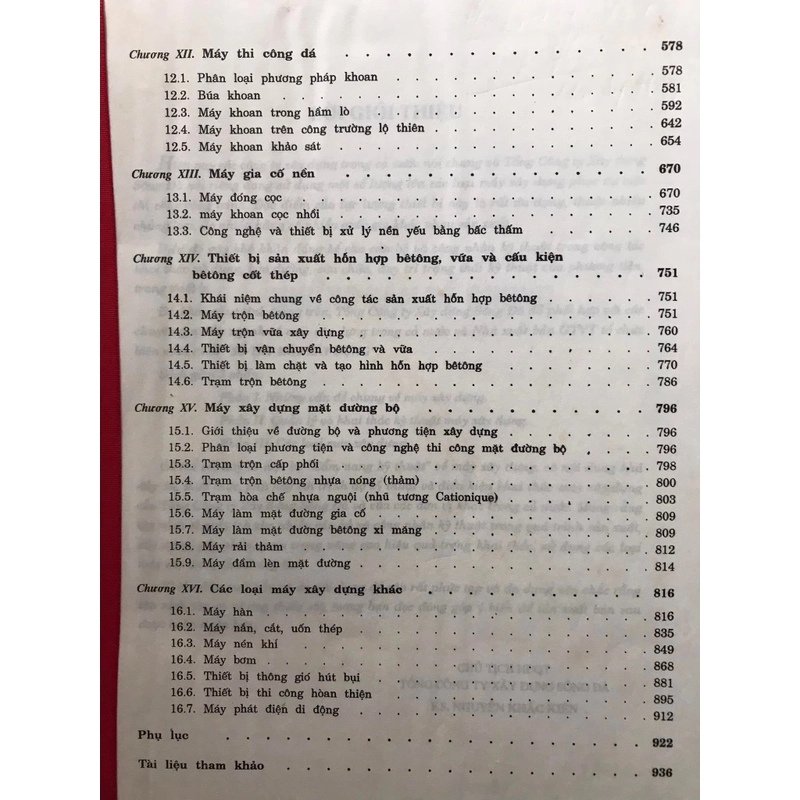 Chương XII. Máy thi công đá . . . . . . . . . . . . . . . . 578
12.1. Phân loại phương pháp khoan . . . . . . . . . . . . . . 578
12.2. Búa khoan . . . . . . . . . . . . . . . . . . . 581
12.3. Máy khoan trong hầm lò . . . . . . . . . . . . . . . 592
12.4. Máy khoan trên công trường lộ thiên . . . . . . . . . . . . 642
12.5. Máy khoan khảo sát . . . . . . . . . . . . . . . . 654
Chương XIII. Máy gia cố nền . . . . . . . . . . . . . . . . 670
13.1. Máy đóng cọc . . . . . . . . . . . . . . . . . . 670
13.2. máy khoan cọc nhồi . . . . . . . . . . . . . . . . 735
13.3. Công nghệ và thiết bị xử lý nền yếu bằng bấc thấm . . . . . . . 746
Chương XIV. Thiết bị sản xuất hỗn hợp bêtông, vữa và cấu kiện
bêtông cốt thép . . . . . . . . . . . . . . . . . 751
14.1. Khái niệm chung về công tác sản xuất hỗn hợp bêtông . . . . . . 751
14.2. Máy trộn bêtông . . . . . . . . . . . . . . . . . 751
14.3. Máy trộn vữa xây dựng . . . . . . . . . . . . . . . 760
14.4. Thiết bị vận chuyển bêtông và vữa . . . . . . . . . . . . 764
14.5. Thiết bị làm chặt và tạo hình hỗn hợp bêtông . . . . . . . . . 770
14.6. Trạm trộn bêtông . . . . . . . . . . . . . . . . . 786
Chương XV. Máy xây dựng mặt đường bộ . . . . . . . . . . . . 796
15.1. Giới thiệu về đường bộ và phương tiện xây dựng . . . . . . . . 796
15.2. Phân loại phương tiện và công nghệ thi công mặt đường bộ . . . . 796
15.3. Trạm trộn cấp phối . . . . . . . . . . . . . . . . 798
15.4. Trạm trộn bêtông nhựa nóng (thảm) . . . . . . . . . . . . 800
15.5. Trạm hòa chế nhựa nguội (nhũ tương Cationique) . . . . . . . . 803
15.6. Máy làm mặt đường gia cố . . . . . . . . . . . . . . 809
15.7. Máy làm mặt đường bêtông xi măng . . . . . . . . . . . . 809
15.8. Máy rải thảm . . . . . . . . . . . . . . . . . . 812
15.9. Máy đầm lèn mặt đường . . . . . . . . . . . . . . . 814
Chương XVI. Các loại máy xây dựng khác . . . . . . . . . . . . 816
16.1. Máy hàn . . . . . . . . . . . . . . . . . . . . 816
16.2. Máy nắn, cắt, uốn thép . . . . . . . . . . . . . . . 835
16.3. Máy nén khí . . . . . . . . . . . . . . . . . . 849
16.4. Máy bơm . . . . . . . . . . . . . . . . . . . 868
16.5. Thiết bị thông gió hút bụi . . . . . . . . . . . . . . 881
16.6. Thiết bị thi công hòan thiện . . . . . . . . . . . . . . 895
16.7. Máy phát điện di động . . . . . . . . . . . . . . . 912
Phụ lục . . . . . . . . . . . . . . . . . . . . . 922
Tài liệu tham khảo . . . . . . . . . . . . . . . . . . 936